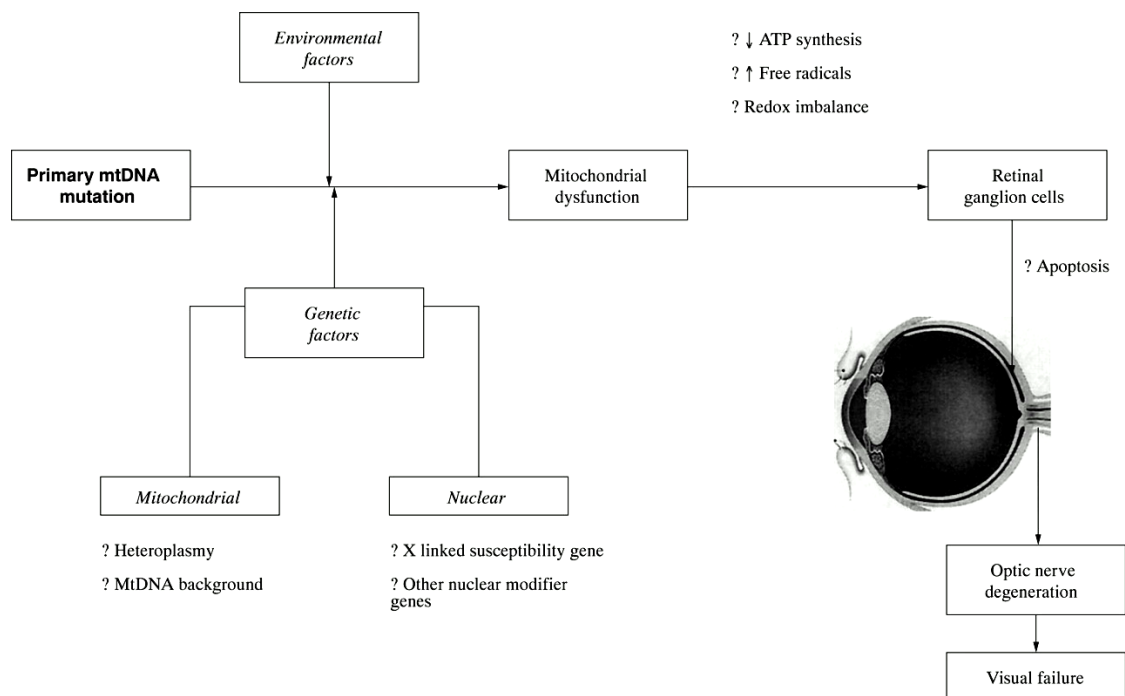 Environmental
factors
? ↓ ATP synthesis
? ↑ Free radicals
? Redox imbalance
Primary mtDNA
mutation
Mitochondrial
dysfunction
Retinal
ganglion cells
? Apoptosis
Genetic
factors
Mitochondrial
? Heteroplasmy
? MtDNA background
Nuclear
? X linked susceptibility gene
? Other nuclear modifier
genes
Optic nerve
degeneration
Visual failure